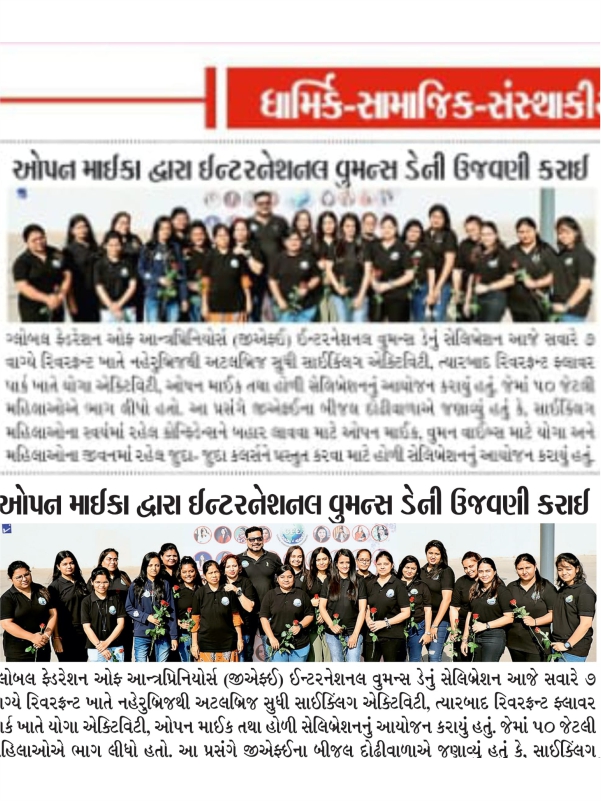 ધાર્મિક-સામાજિક-સંસ્થાકીય
ઓપન માઈકા દ્વારા ઈન્ટરનેશનલ વુમન્સ ડેની ઉજવણી કરાઈ
ગ્લોબલ ફેડરેશન ઓફ આન્ત્રપ્રિનિયોર્સ (જીએફઈ) ઈન્ટરનેશનલ વુમન્સ ડેનું સેલિબ્રેશન આજે સવારે ૭
વાગ્યે રિવરફ્રન્ટ ખાતે નહેરુબ્રિજથી અટલબ્રિજ સુધી સાઈક્લિંગ એક્ટિવિટી, ત્યારબાદ રિવરફ્રન્ટ ફ્લાવર
પાર્ક ખાતે યોગા એક્ટિવિટી, ઓપન માઈક તથા હોળી સેલિબ્રેશનનું આયોજન કરાયું હતું. જેમાં ૫૦ જેટલી
મહિલાઓએ ભાગ લીધો હતો. આ પ્રસંગે જીએફઈના બીજલ દોઢીવાળાએ જણાવ્યું હતું કે, સાઈક્લિંગ
મહિલાઓના સ્વયંમાં રહેલ કોન્ફિડન્સને બહાર લાવવા માટે ઓપન માઈક, વુમન વાઈબ્સ માટે યોગા અને
મહિલાઓના જીવનમાં રહેલ જુદા- જુદા કલર્સને પ્રસ્તુત કરવા માટે હોળી સેલિબ્રેશનનું આયોજન કરાયું હતું.
ઓપન માઈકા દ્વારા ઈન્ટરનેશનલ વુમન્સ ડેની ઉજવણી કરાઈ
લોબલ ફેડરેશન ઓફ આન્ત્રપ્રિનિયોર્સ (જીએફઈ) ઈન્ટરનેશનલ વુમન્સ ડેનું સેલિબ્રેશન આજે સવારે ૭
ાગ્યે રિવરફ્રન્ટ ખાતે નહેરુબ્રિજથી અટલબ્રિજ સુધી સાઈક્લિંગ એક્ટિવિટી, ત્યારબાદ રિવરફ્રન્ટ ફ્લાવર
ાર્ક ખાતે યોગા એક્ટિવિટી, ઓપન માઈક તથા હોળી સેલિબ્રેશનનું આયોજન કરાયું હતું. જેમાં ૫૦ જેટલી
હિલાઓએ ભાગ લીધો હતો. આ પ્રસંગે જીએફઈના બીજલ દોઢીવાળાએ જણાવ્યું હતું કે, સાઈક્લિંગ